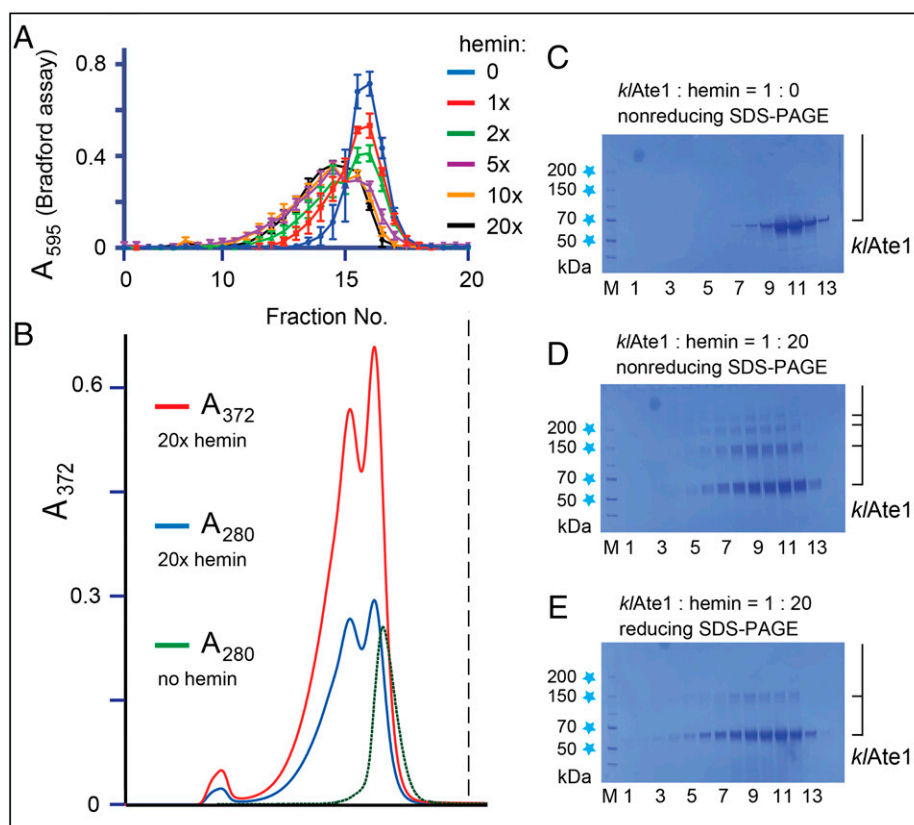 A
A595 (Bradford assay)
0.8
0.4
0
0
10
15
20
Fraction No.
hemin:
0
1x
2x
5x
10x
20x
B
A372
0.6
0.3
0
A372
20x hemin
A280
20x hemin
A280
no hemin
C
klAte1 : hemin = 1 : 0
nonreducing SDS-PAGE
200
150
70
50
kDa
klAte1
M 1 3 5 7 9 11 13
D
klAte1 : hemin = 1 : 20
nonreducing SDS-PAGE
200
150
70
50
kDa
klAte1
M 1 3 5 7 9 11 13
E
klAte1 : hemin = 1 : 20
reducing SDS-PAGE
200
150
70
50
kDa
klAte1
M 1 3 5 7 9 11 13